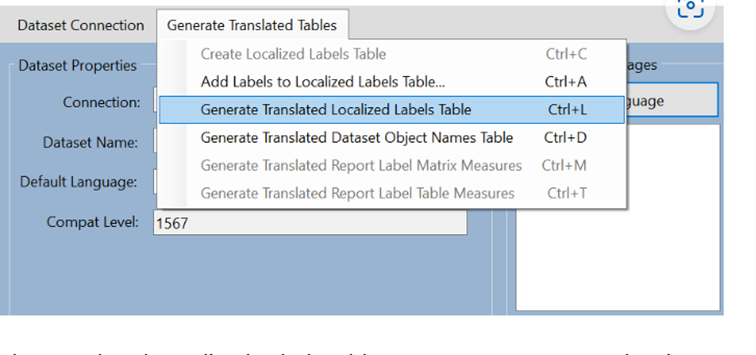 Dataset Connection Generate Translated Tables
Create Localized Labels Table Ctrl+C
Dataset Properties Add Labels to Localized Labels Table... Ctrl+A ages
Connection: Generate Translated Localized Labels Table Ctrl+L guage
Dataset Name: Generate Translated Dataset Object Names Table Ctrl+D
Generate Translated Report Label Matrix Measures Ctrl+M
Default Language: Generate Translated Report Label Table Measures Ctrl+T
Compat Level: 1567